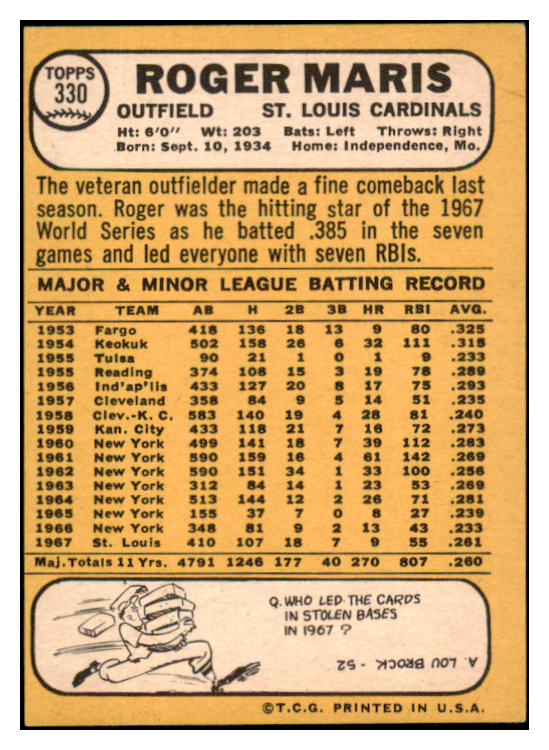 TOPPS
330
ROGER MARIS
OUTFIELD ST. LOUIS CARDINALS
Ht: 6'0" Wt: 203 Bats: Left Throws: Right
Born: Sept. 10, 1934 Home: Independence, Mo.
The veteran outfielder made a fine comeback last
season. Roger was the hitting star of the 1967
World Series as he batted .385 in the seven
games and led everyone with seven RBIs.
MAJOR & MINOR LEAGUE BATTING RECORD
YEAR TEAM AB H 2B 3B HR RBI AVG.
1953 Fargo 418 136 18 13 9 80 .325
1954 Keokuk 502 158 26 6 32 111 .315
1955 Tulsa 90 21 1 0 1 9 .233
1955 Reading 374 108 15 3 19 78 .289
1956 Ind'ap'lis 433 127 20 8 17 75 .293
1957 Cleveland 358 84 9 5 14 51 .235
1958 Clev.-K. C. 583 140 19 4 28 81 .240
1959 Kan. City 433 118 21 7 16 72 .273
1960 New York 499 141 18 7 39 112 .283
1961 New York 590 159 16 4 61 142 .269
1962 New York 590 151 34 1 33 100 .256
1963 New York 312 84 14 1 23 53 .269
1964 New York 513 144 12 2 26 71 .281
1965 New York 155 37 7 0 8 27 .239
1966 New York 348 81 9 2 13 43 .233
1967 St. Louis 410 107 18 7 9 55 .261
Maj. Totals 11 Yrs. 4791 1246 177 40 270 807 .260
Q. WHO LED THE CARDS
IN STOLEN BASES
IN 1967 ?
A. LOU BROCK - 52
©T.C.G. PRINTED IN U.S.A.